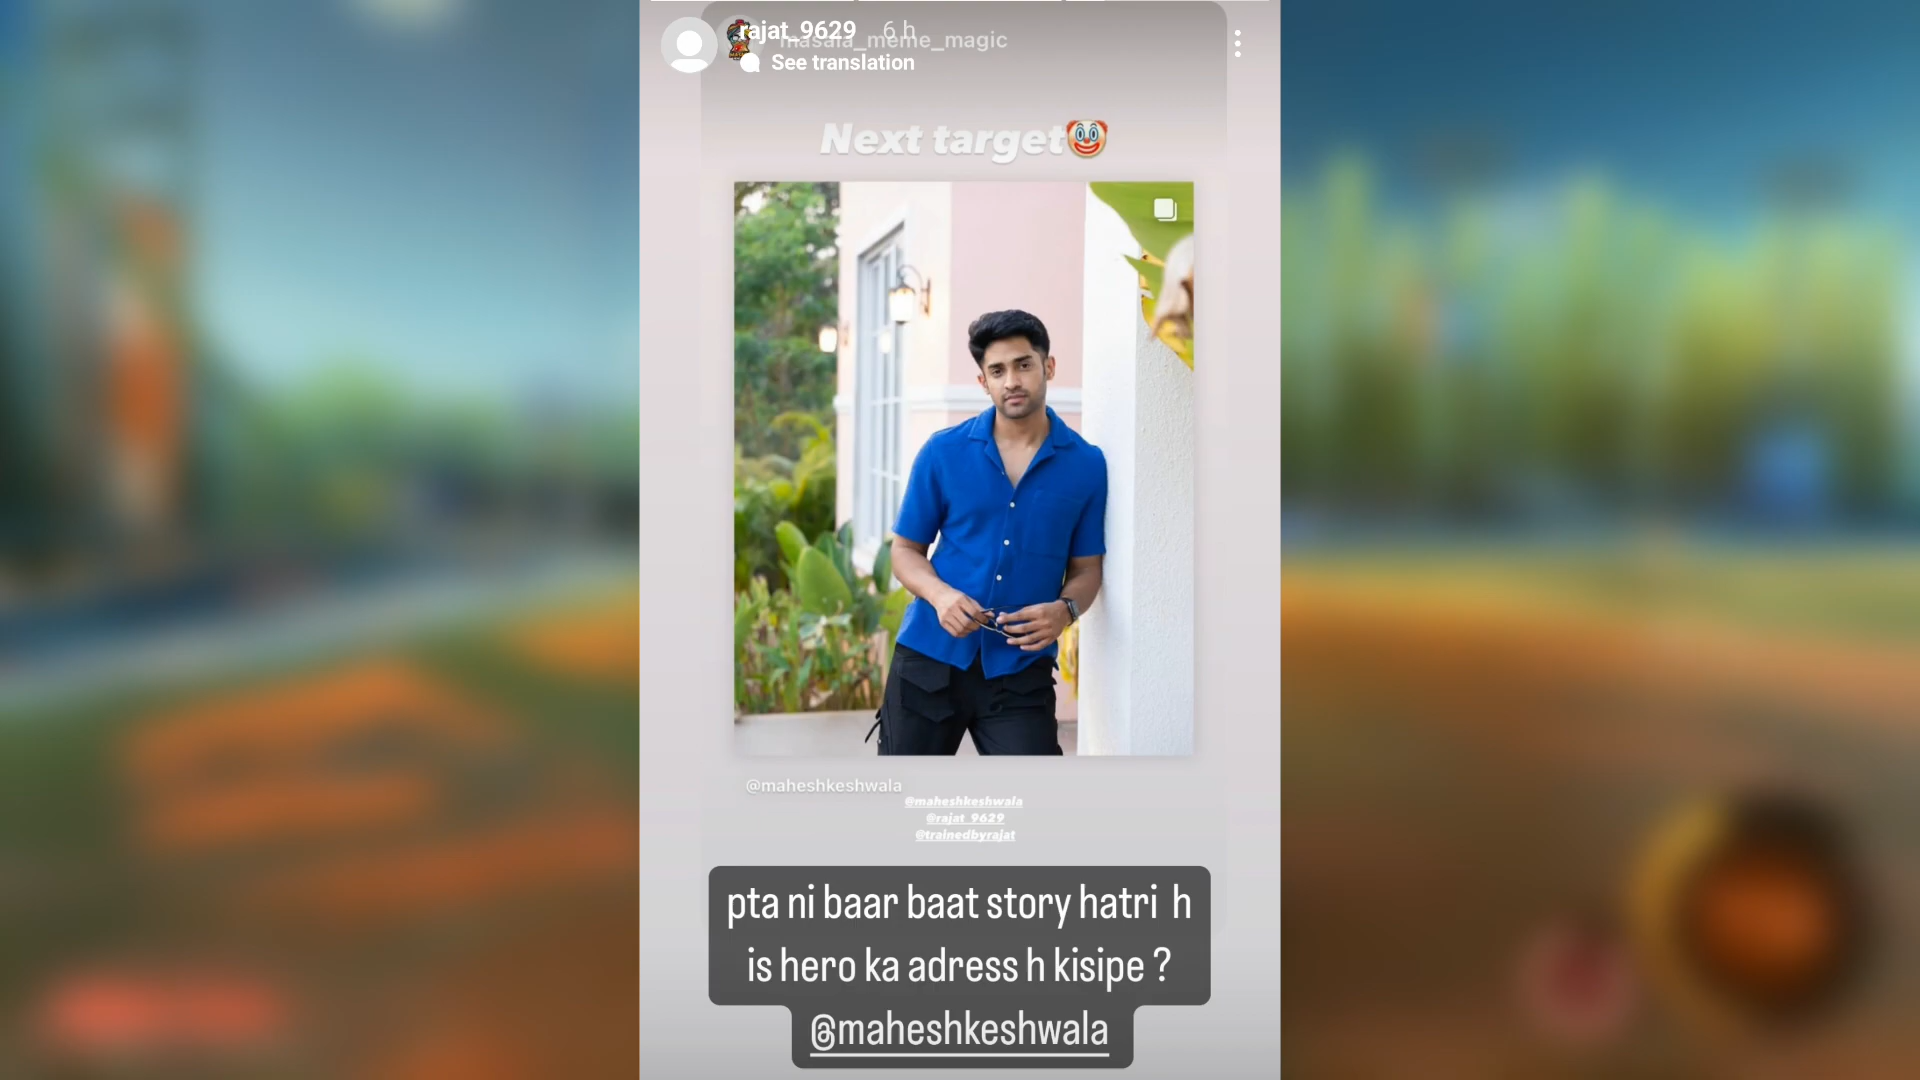 rajat_9629 6 h
masala_meme_magic
See translation
Next target🤡
@maheshkeshwala
@maheshkeshwala
@rajat_9629
@trainedbyrajat
pta ni baar baat story hatri h
is hero ka adress h kisipe ?
@maheshkeshwala